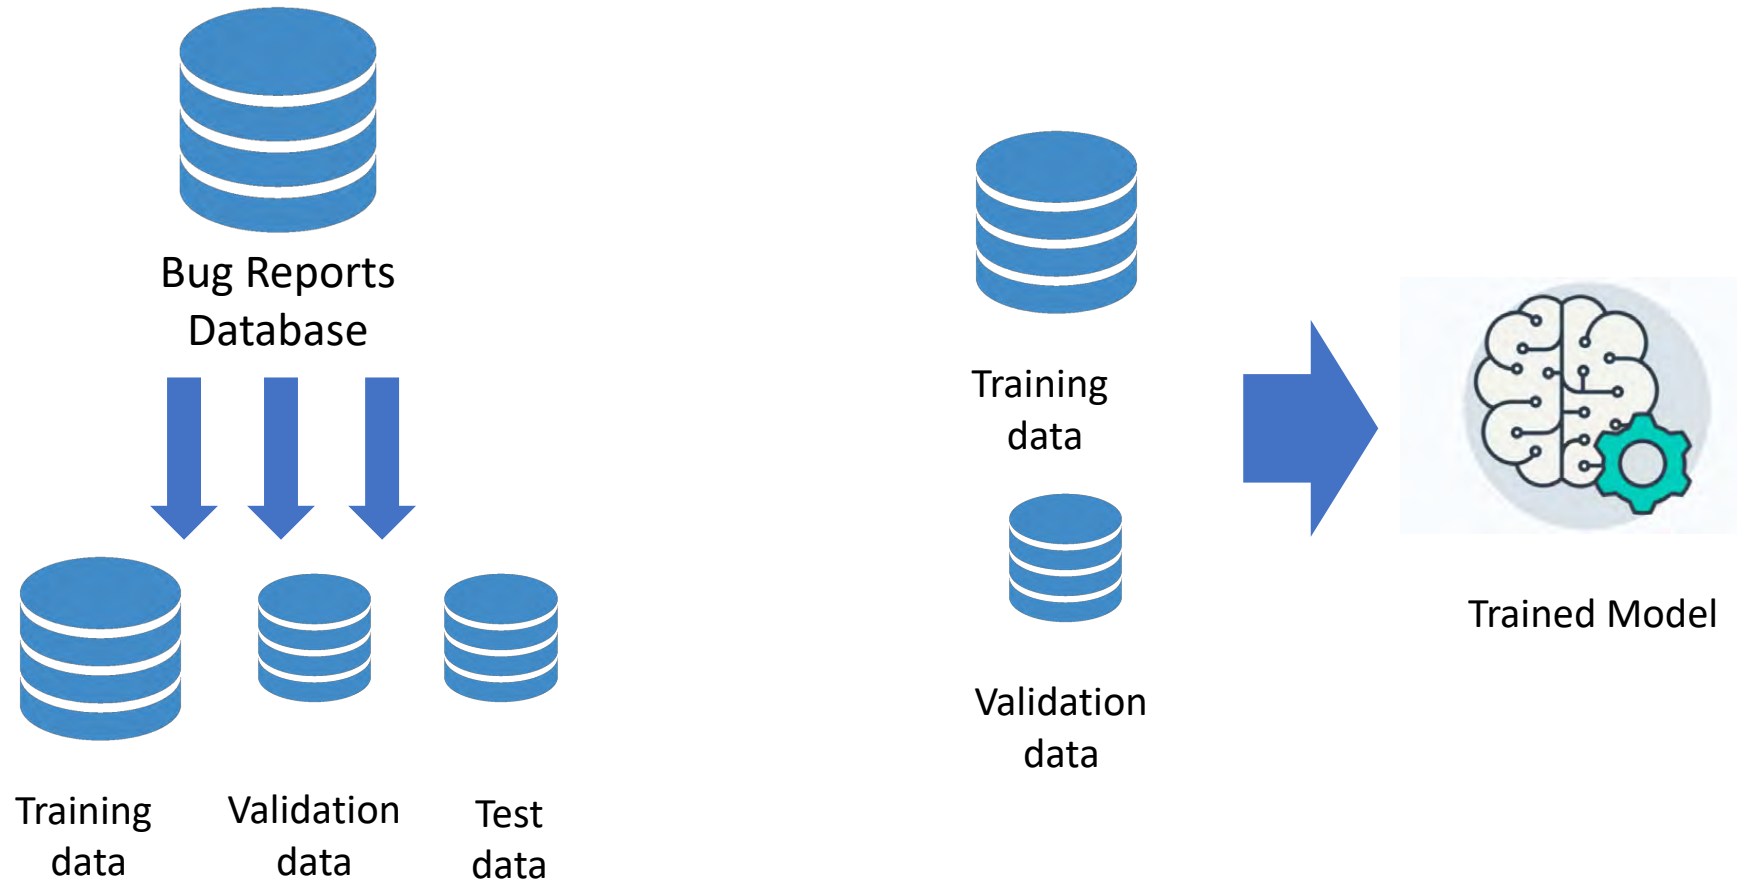 Bug Reports
Database
Training
data
Validation
data
Test
data
Training
data
Validation
data
Trained Model